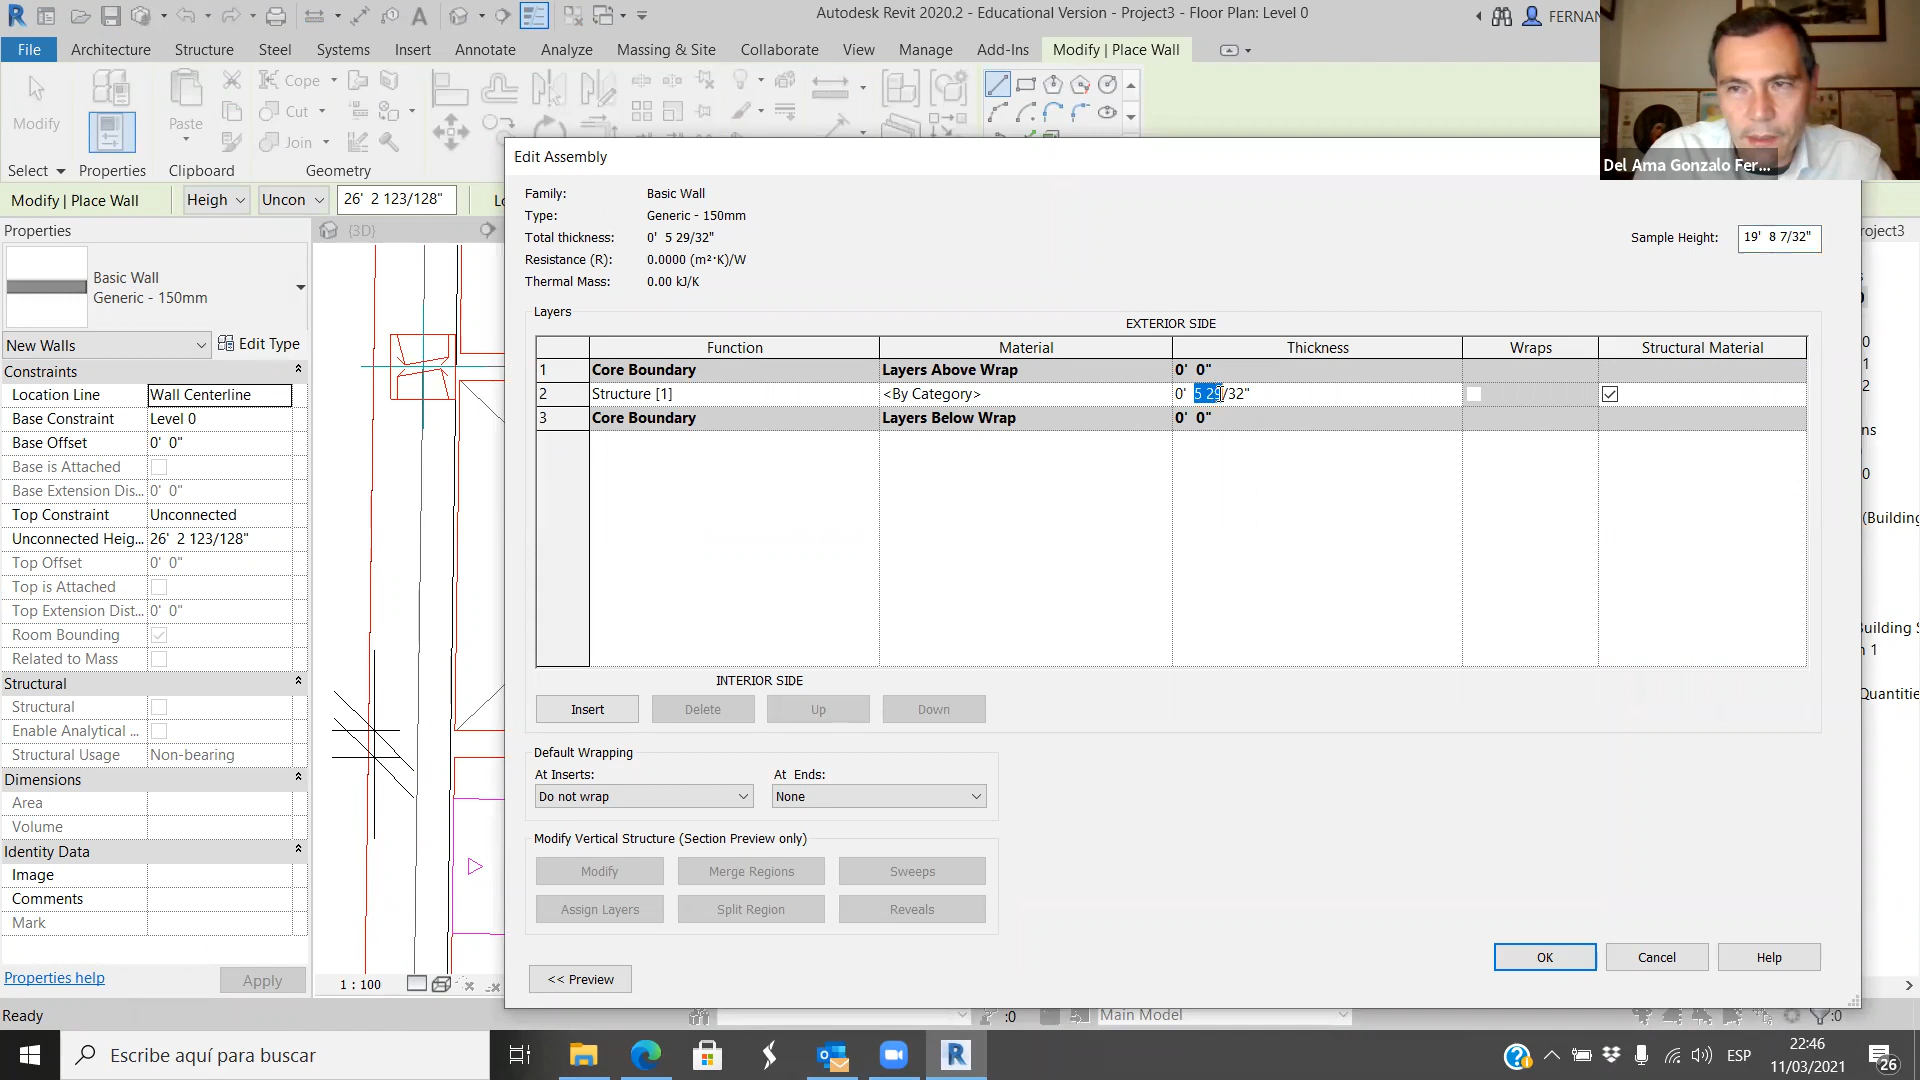 Autodesk Revit 2020.2 - Educational Version - Project3 - Floor Plan: Level 0
FERNAN
File Architecture Structure Steel Systems Insert Annotate Analyze Massing & Site Collaborate View Manage Add-Ins Modify | Place Wall
Modify Paste Cope Cut Join
Select Properties Clipboard Geometry
Del Ama Gonzalo Fer...
Modify | Place Wall Heigh Uncon 26' 2 123/128"
Properties
Basic Wall
Generic - 150mm
New Walls Edit Type
Constraints
Location Line Wall Centerline
Base Constraint Level 0
Base Offset 0' 0"
Base is Attached
Base Extension Dis... 0' 0"
Top Constraint Unconnected
Unconnected Heig... 26' 2 123/128"
Top Offset 0' 0"
Top is Attached
Top Extension Dist... 0' 0"
Room Bounding
Related to Mass
Structural
Structural
Enable Analytical ...
Structural Usage Non-bearing
Dimensions
Area
Volume
Identity Data
Image
Comments
Mark
Properties help Apply
{3D}
Edit Assembly
Family: Basic Wall
Type: Generic - 150mm
Total thickness: 0' 5 29/32"
Resistance (R): 0.0000 (m²·K)/W
Thermal Mass: 0.00 kJ/K
Sample Height: 19' 8 7/32"
Layers
EXTERIOR SIDE
Function Material Thickness Wraps Structural Material
1 Core Boundary Layers Above Wrap 0' 0"
2 Structure [1] <By Category> 0' 5 29/32"
3 Core Boundary Layers Below Wrap 0' 0"
INTERIOR SIDE
Insert Delete Up Down
Default Wrapping
At Inserts: At Ends:
Do not wrap None
Modify Vertical Structure (Section Preview only)
Modify Merge Regions Sweeps
Assign Layers Split Region Reveals
<< Preview
OK Cancel Help
oject3
(Building
uilding S
Quantities
1 : 100
Ready
:0 Main Model :0
Escribe aquí para buscar
ESP
22:46
11/03/2021
26